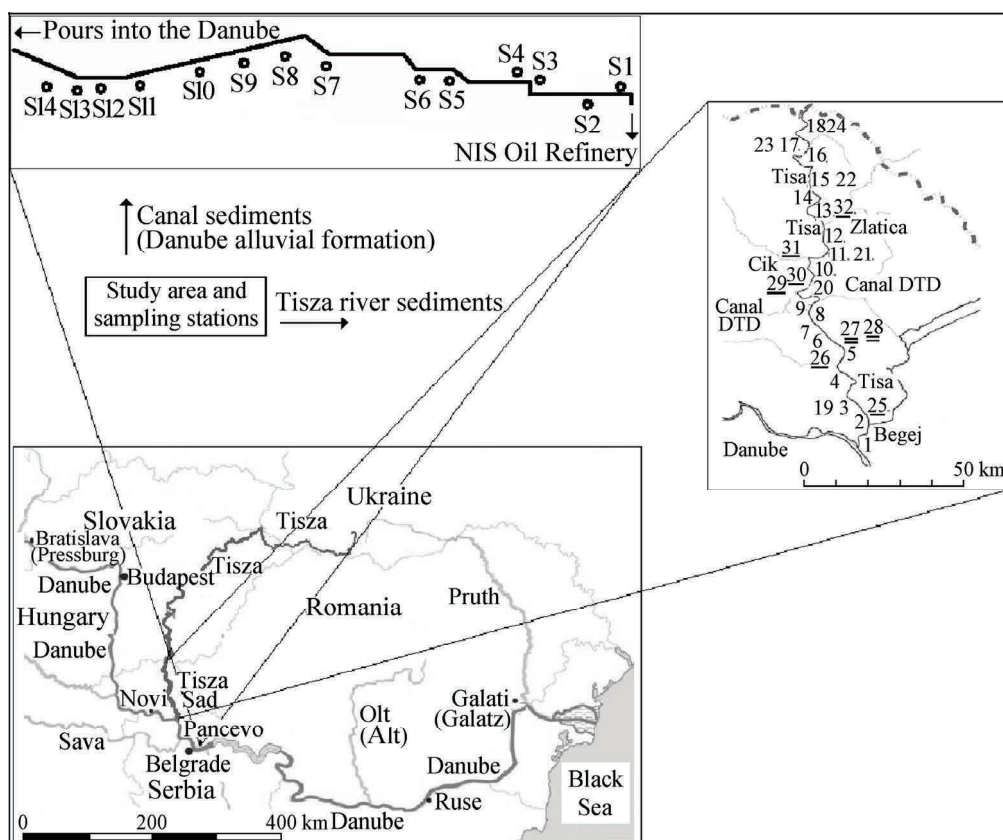 ←Pours into the Danube
S14
S13
S12
S11
S10
S9
S8
S7
S6
S5
S4
S3
S2
S1
NIS Oil Refinery
Canal sediments
(Danube alluvial formation)
Study area and
sampling stations
Tisza river sediments
18 24
23 17
16
Tisa
15 22
14
13 32
Tisa
Zlatica
12
31
11 21
Cik
30
10
29
20
Canal DTD
Canal
DTD
9
8
7
6
27
28
5
26
4
Tisa
19 3
25
2
Begej
1
Danube
0
50 km
Ukraine
Slovakia
Tisza
Bratislava
(Pressburg)
Tisza
Danube
Budapest
Hungary
Romania
Pruth
Danube
Tisza
Novi
Sad
Galati
(Galatz)
Olt
(Alt)
Pancevo
Sava
Belgrade
Serbia
Danube
Black
Sea
Ruse
Danube
0
200
400 km